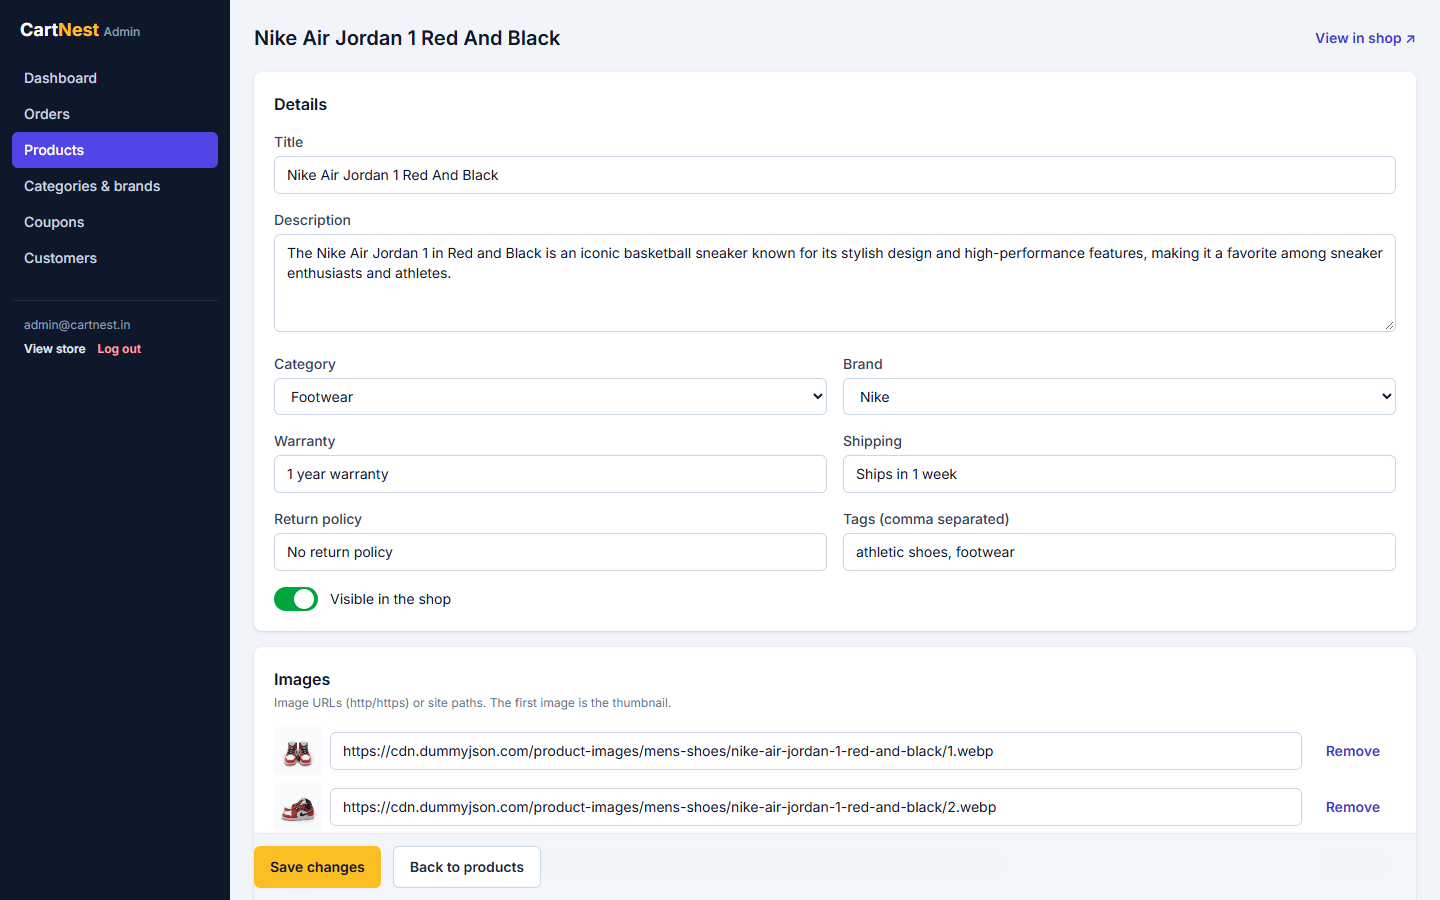 CartNest Admin
Dashboard
Orders
Products
Categories & brands
Coupons
Customers
admin@cartnest.in
View store Log out
Nike Air Jordan 1 Red And Black
View in shop ↗
Details
Title
Nike Air Jordan 1 Red And Black
Description
The Nike Air Jordan 1 in Red and Black is an iconic basketball sneaker known for its stylish design and high-performance features, making it a favorite among sneaker
enthusiasts and athletes.
Category
Footwear
Brand
Nike
Warranty
1 year warranty
Shipping
Ships in 1 week
Return policy
No return policy
Tags (comma separated)
athletic shoes, footwear
Visible in the shop
Images
Image URLs (http/https) or site paths. The first image is the thumbnail.
https://cdn.dummyjson.com/product-images/mens-shoes/nike-air-jordan-1-red-and-black/1.webp
Remove
https://cdn.dummyjson.com/product-images/mens-shoes/nike-air-jordan-1-red-and-black/2.webp
Remove
Save changes
Back to products